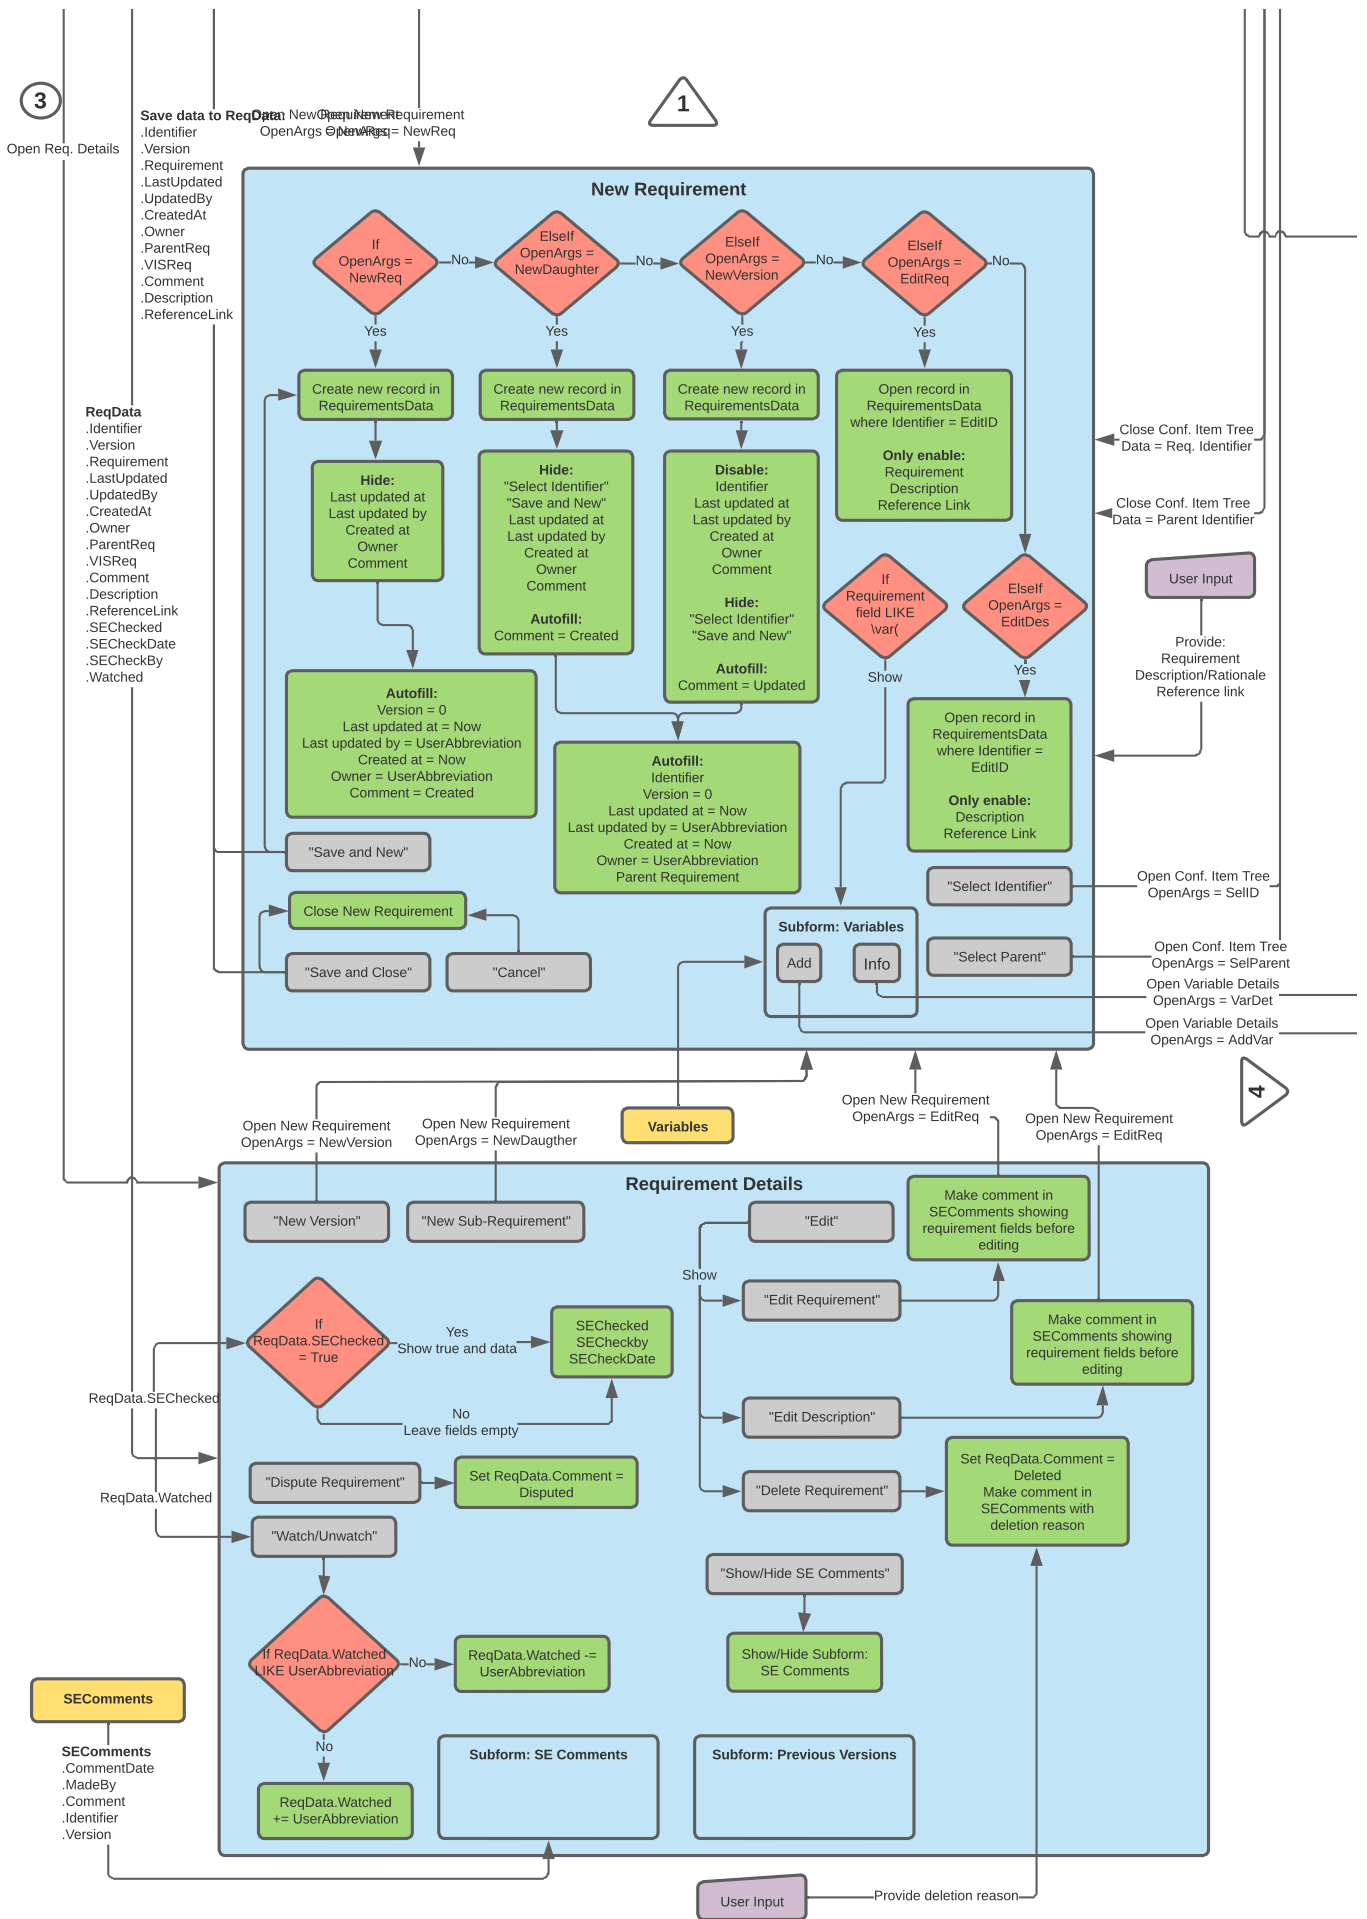 3
1
Open Req. Details
Save data to ReqData:
.Identifier
.Version
.Requirement
.LastUpdated
.UpdatedBy
.CreatedAt
.Owner
.ParentReq
.VISReq
.Comment
.Description
.ReferenceLink
Open New Requirement
OpenArgs = NewReq
Open New Requirement
OpenArgs = NewReq
New Requirement
If
OpenArgs =
NewReq
No
ElseIf
OpenArgs =
NewDaughter
No
ElseIf
OpenArgs =
NewVersion
No
ElseIf
OpenArgs =
EditReq
No
Yes
Yes
Yes
Yes
Create new record in
RequirementsData
Create new record in
RequirementsData
Create new record in
RequirementsData
Open record in
RequirementsData
where Identifier = EditID
Only enable:
Requirement
Description
Reference Link
ReqData
.Identifier
.Version
.Requirement
.LastUpdated
.UpdatedBy
.CreatedAt
.Owner
.ParentReq
.VISReq
.Comment
.Description
.ReferenceLink
.SEChecked
.SECheckDate
.SECheckBy
.Watched
Hide:
Last updated at
Last updated by
Created at
Owner
Comment
Hide:
"Select Identifier"
"Save and New"
Last updated at
Last updated by
Created at
Owner
Comment
Autofill:
Comment = Created
Disable:
Identifier
Last updated at
Last updated by
Created at
Owner
Comment
Hide:
"Select Identifier"
"Save and New"
Autofill:
Comment = Updated
Close Conf. Item Tree
Data = Req. Identifier
Close Conf. Item Tree
Data = Parent Identifier
User Input
Provide:
Requirement
Description/Rationale
Reference link
If
Requirement
field LIKE
\var(
Show
ElseIf
OpenArgs =
EditDes
Yes
Autofill:
Version = 0
Last updated at = Now
Last updated by = UserAbbreviation
Created at = Now
Owner = UserAbbreviation
Comment = Created
Autofill:
Identifier
Version = 0
Last updated at = Now
Last updated by = UserAbbreviation
Created at = Now
Owner = UserAbbreviation
Parent Requirement
Open record in
RequirementsData
where Identifier =
EditID
Only enable:
Description
Reference Link
"Save and New"
Close New Requirement
"Save and Close"
"Cancel"
Subform: Variables
Add
Info
"Select Identifier"
"Select Parent"
Open Conf. Item Tree
OpenArgs = SelID
Open Conf. Item Tree
OpenArgs = SelParent
Open Variable Details
OpenArgs = VarDet
Open Variable Details
OpenArgs = AddVar
4
Open New Requirement
OpenArgs = NewVersion
Open New Requirement
OpenArgs = NewDaugther
Variables
Open New Requirement
OpenArgs = EditReq
Open New Requirement
OpenArgs = EditReq
Requirement Details
"New Version"
"New Sub-Requirement"
"Edit"
Make comment in
SEComments showing
requirement fields before
editing
Show
"Edit Requirement"
Make comment in
SEComments showing
requirement fields before
editing
If
ReqData.SEChecked
= True
Yes
Show true and data
SEChecked
SECheckby
SECheckDate
No
Leave fields empty
ReqData.SEChecked
"Edit Description"
"Dispute Requirement"
Set ReqData.Comment =
Disputed
"Delete Requirement"
Set ReqData.Comment =
Deleted
Make comment in
SEComments with
deletion reason
ReqData.Watched
"Watch/Unwatch"
"Show/Hide SE Comments"
Show/Hide Subform:
SE Comments
If ReqData.Watched
LIKE UserAbbreviation
No
ReqData.Watched -=
UserAbbreviation
No
ReqData.Watched
+= UserAbbreviation
SEComments
SEComments
.CommentDate
.MadeBy
.Comment
.Identifier
.Version
Subform: SE Comments
Subform: Previous Versions
User Input
Provide deletion reason